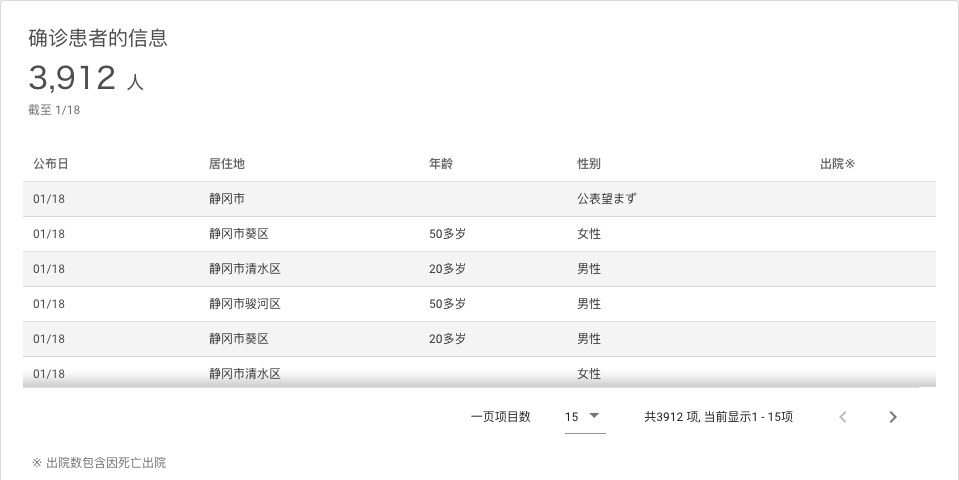 确诊患者的信息
3,912 人
截至 1/18
公布日 居住地 年龄 性别 出院※
01/18 静冈市 公表望まず
01/18 静冈市葵区 50多岁 女性
01/18 静冈市清水区 20多岁 男性
01/18 静冈市骏河区 50多岁 男性
01/18 静冈市葵区 20多岁 男性
01/18 静冈市清水区 女性
一页项目数 15 共3912 项, 当前显示1 - 15项
※ 出院数包含因死亡出院